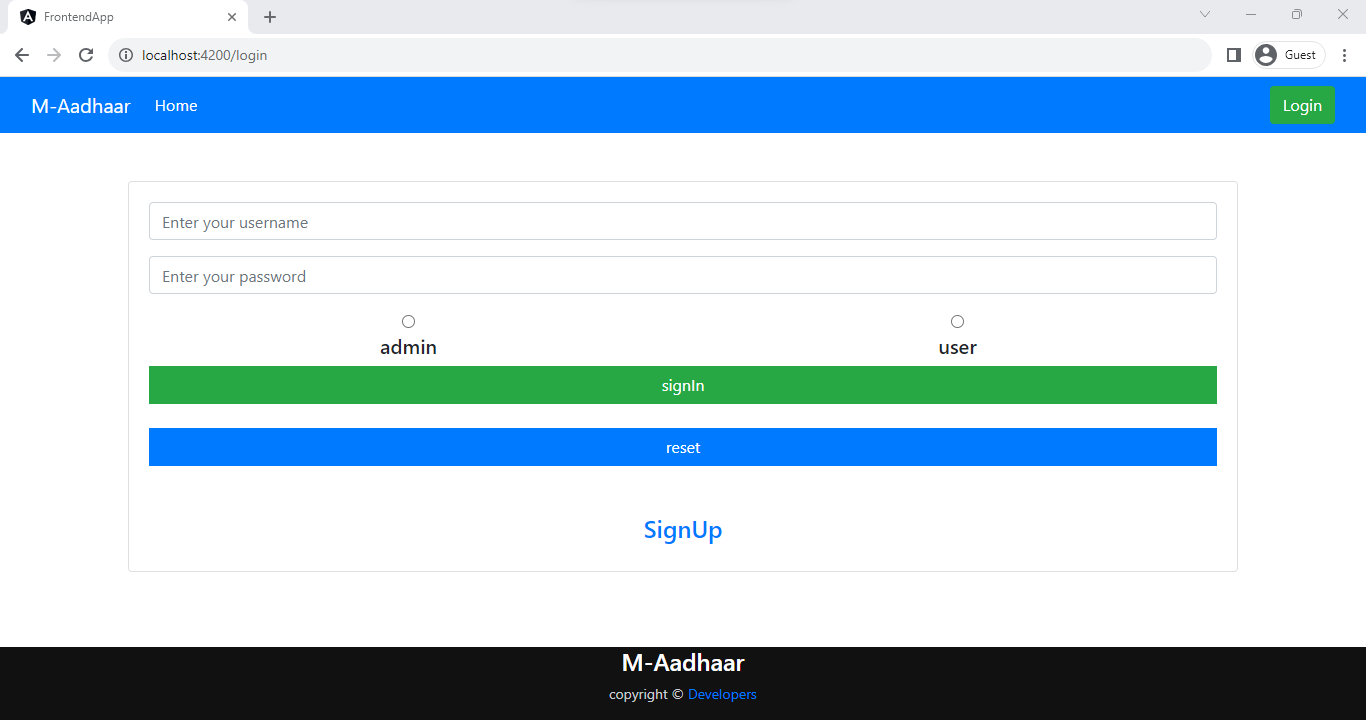 FrontendApp
localhost:4200/login
Guest
M-Aadhaar Home Login
Enter your username
Enter your password
admin user
signIn
reset
SignUp
M-Aadhaar
copyright © Developers